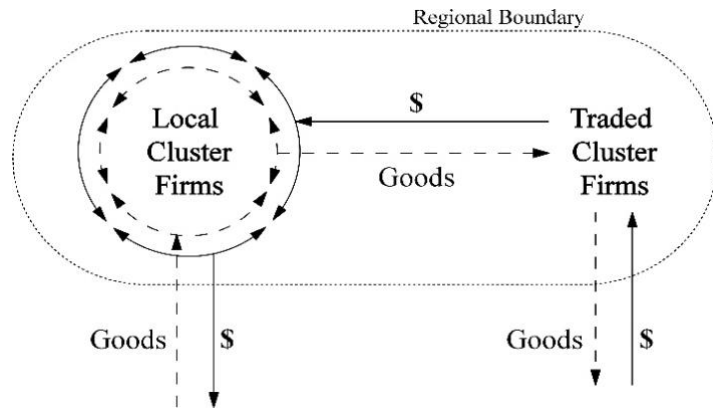 Regional Boundary
$
Local
Cluster
Firms
Traded
Cluster
Firms
Goods
Goods
$
Goods
$